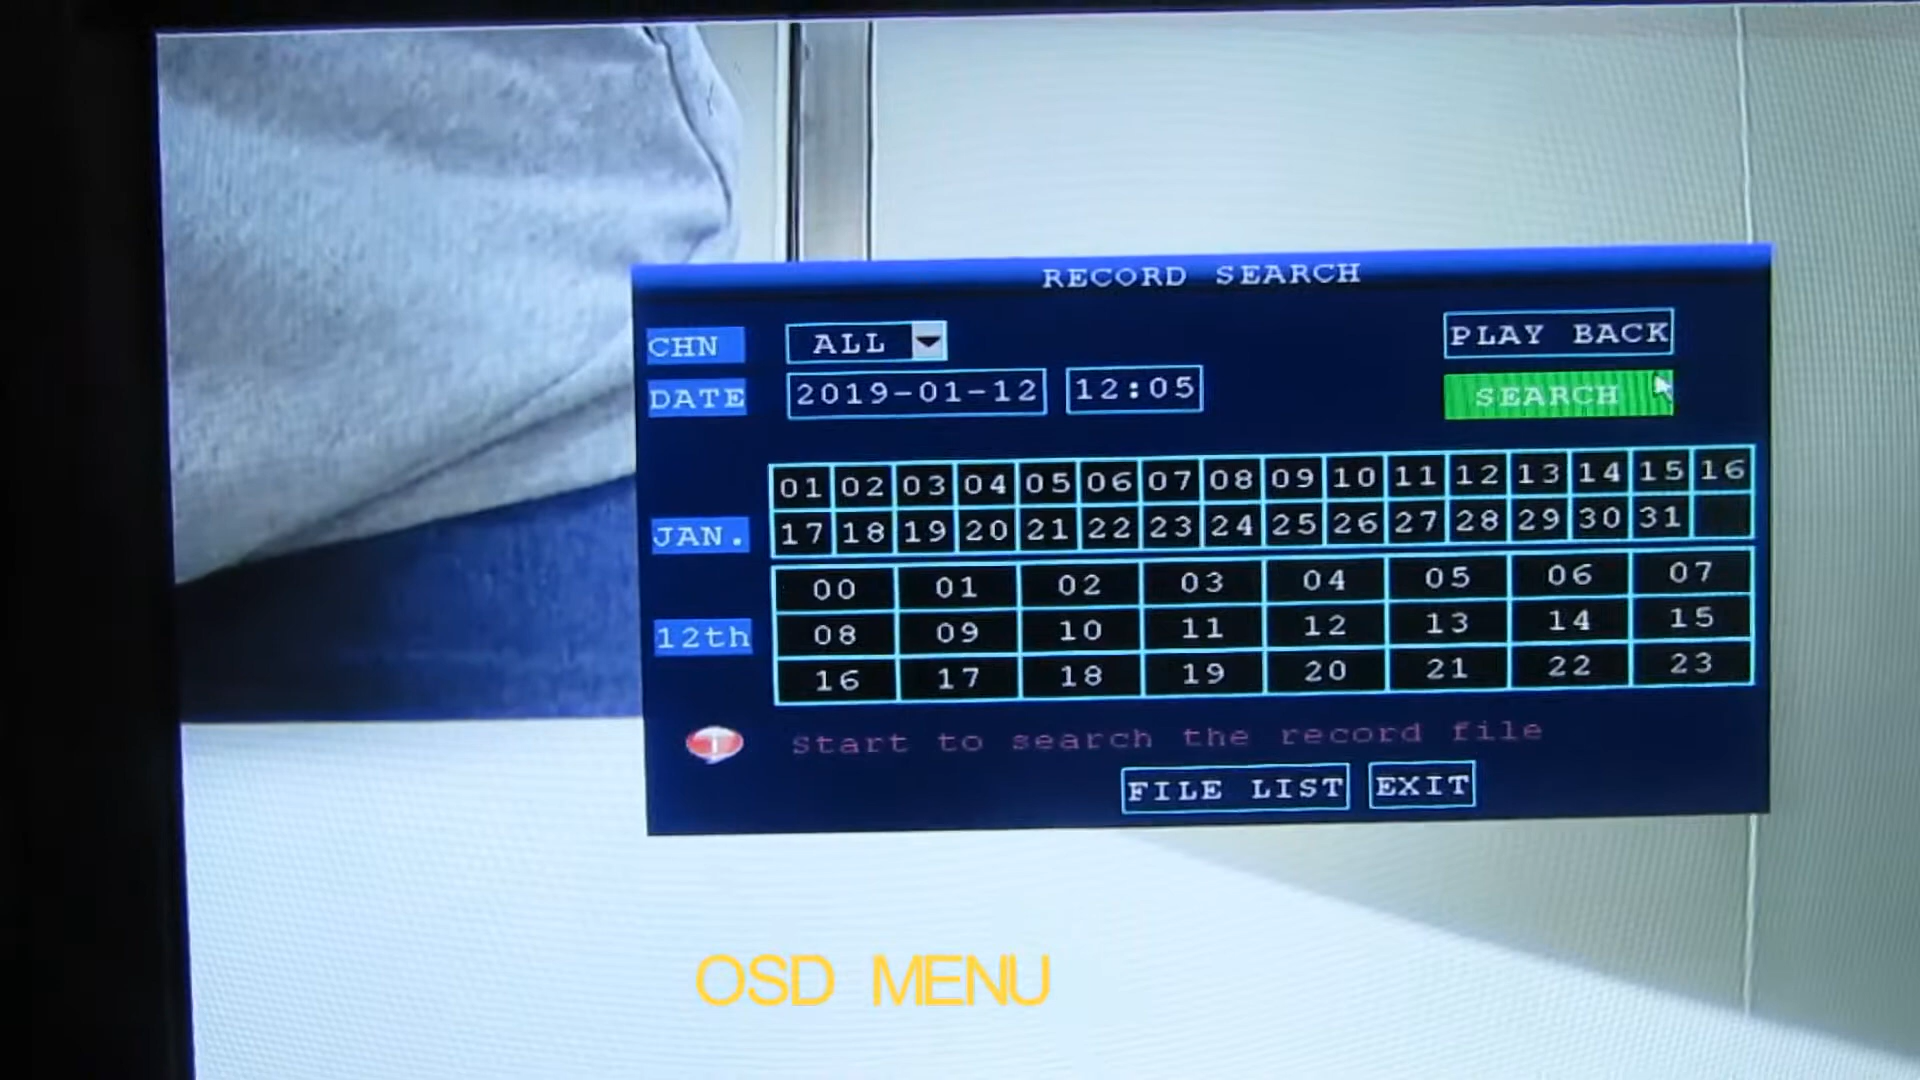 RECORD SEARCH
CHN ALL PLAY BACK
DATE 2019-01-12 12:05 SEARCH
01 02 03 04 05 06 07 08 09 10 11 12 13 14 15 16
JAN. 17 18 19 20 21 22 23 24 25 26 27 28 29 30 31
00 01 02 03 04 05 06 07
12th 08 09 10 11 12 13 14 15
16 17 18 19 20 21 22 23
Start to search the record file
FILE LIST EXIT
OSD MENU